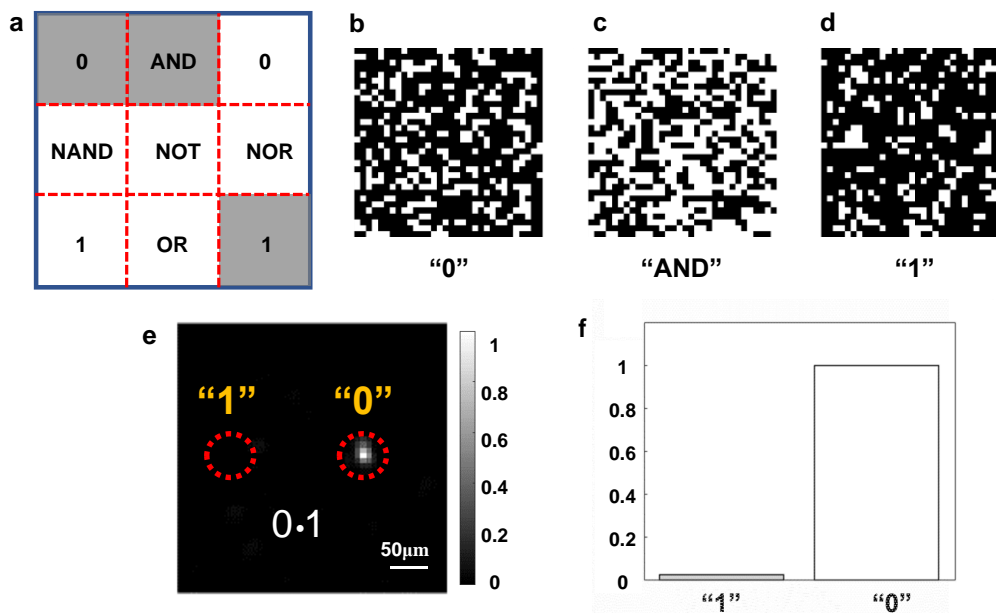 a
0 AND 0
NAND NOT NOR
1 OR 1
b
“0”
c
“AND”
d
“1”
e
“1” “0”
0·1
50μm
1
0.8
0.6
0.4
0.2
0
f
1
0.8
0.6
0.4
0.2
0
“1” “0”